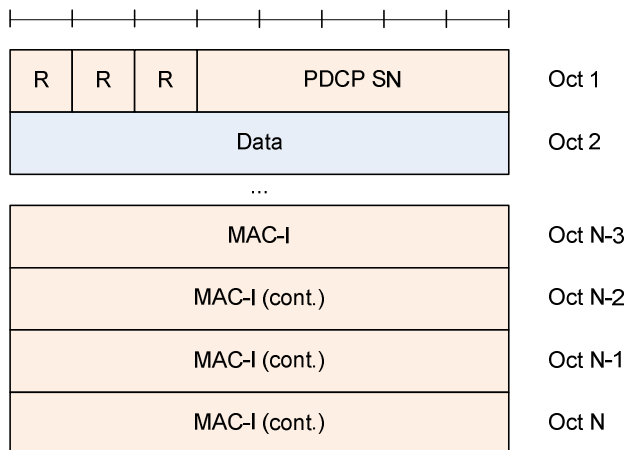 R R R PDCP SN Oct 1
Data Oct 2
...
MAC-I Oct N-3
MAC-I (cont.) Oct N-2
MAC-I (cont.) Oct N-1
MAC-I (cont.) Oct N